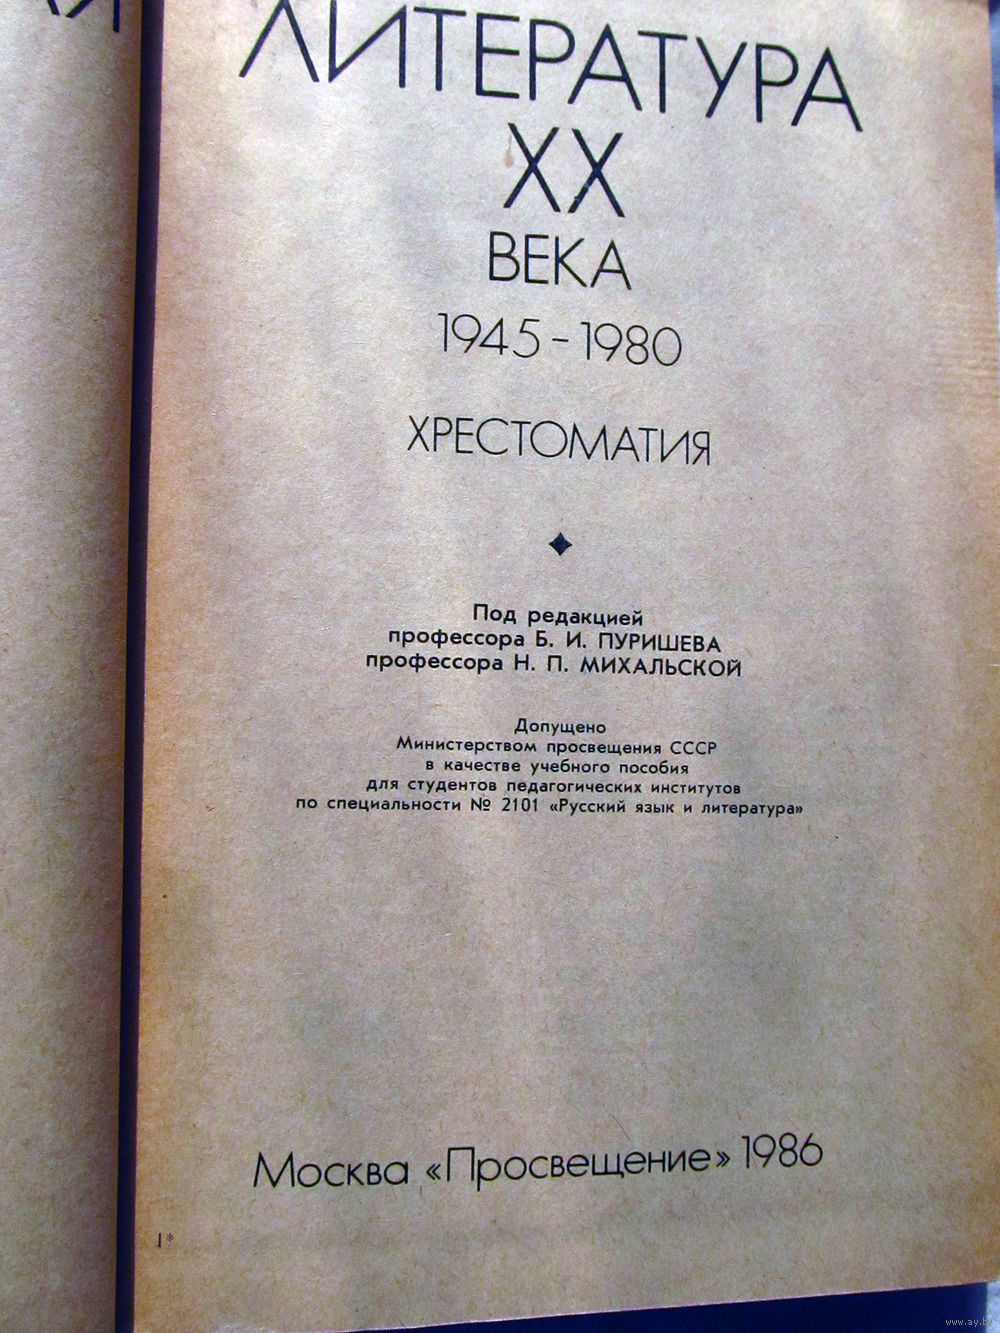 ЛИТЕРАТУРА
XX
ВЕКА
1945-1980
ХРЕСТОМАТИЯ
Под редакцией
профессора Б. И. ПУРИШЕВА
профессора Н. П. МИХАЛЬСКОЙ
Допущено
Министерством просвещения СССР
в качестве учебного пособия
для студентов педагогических институтов
по специальности № 2101 «Русский язык и литература»
Москва «Просвещение» 1986
1*